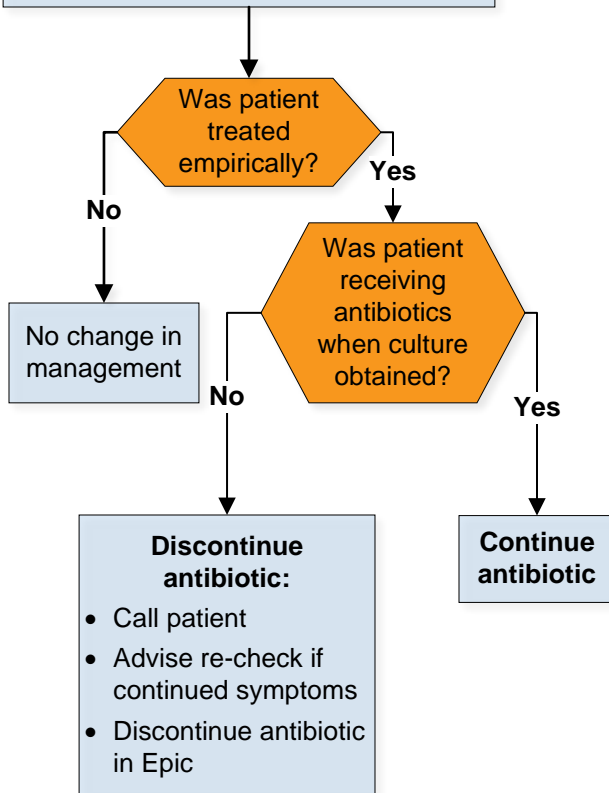 Was patient
treated
empirically?
No
Yes
Was patient
receiving
antibiotics
when culture
obtained?
No change in
management
No
Yes
Discontinue
antibiotic:
• Call patient
• Advise re-check if
continued symptoms
• Discontinue antibiotic
in Epic
Continue
antibiotic